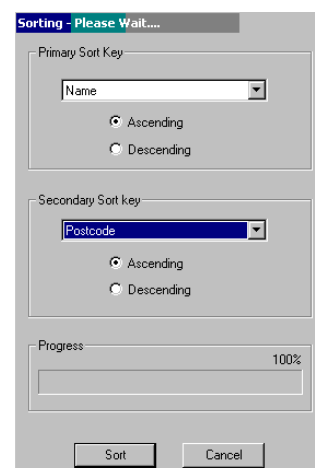 Sorting - Please Wait....
Primary Sort Key
Name
Ascending
Descending
Secondary Sort key
Postcode
Ascending
Descending
Progress
100%
Sort
Cancel